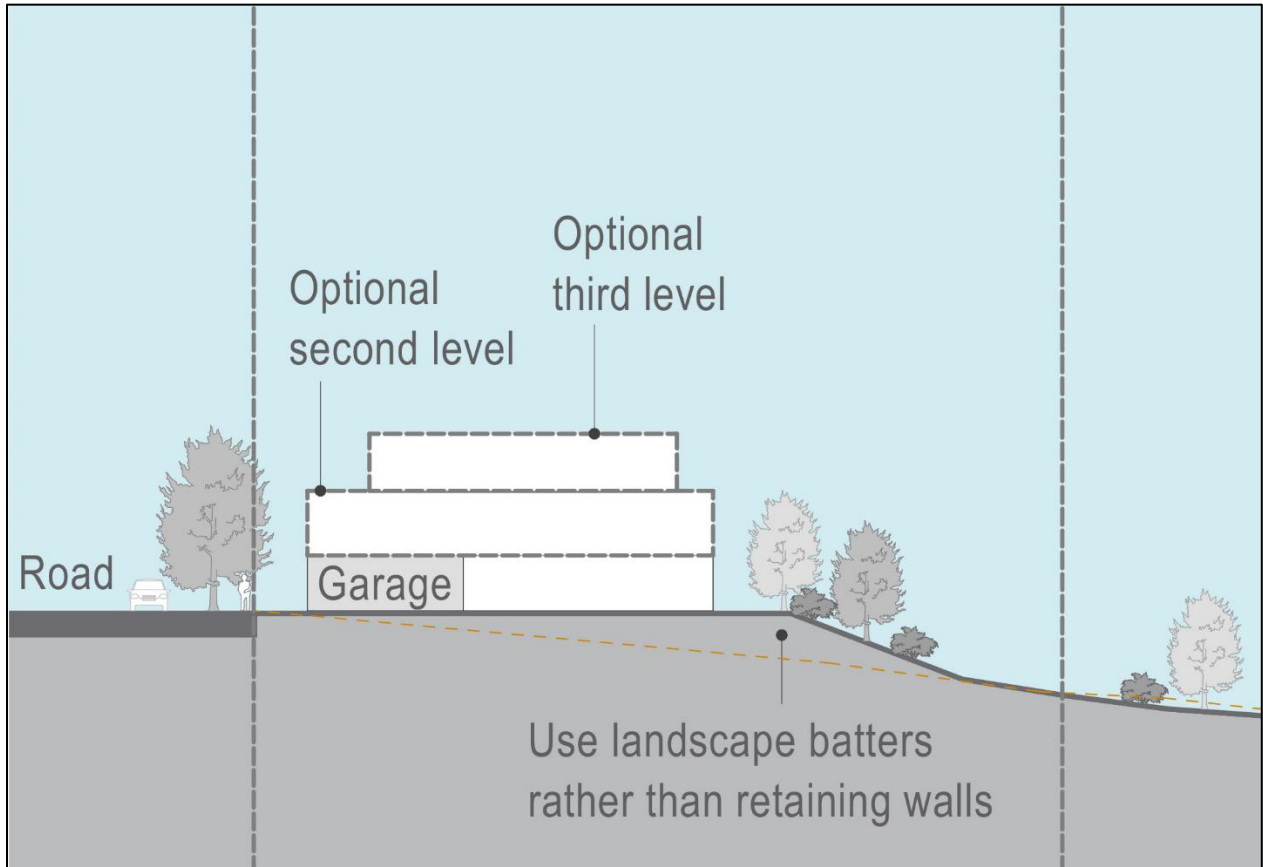 Optional
third level
Optional
second level
Road
Garage
Use landscape batters
rather than retaining walls